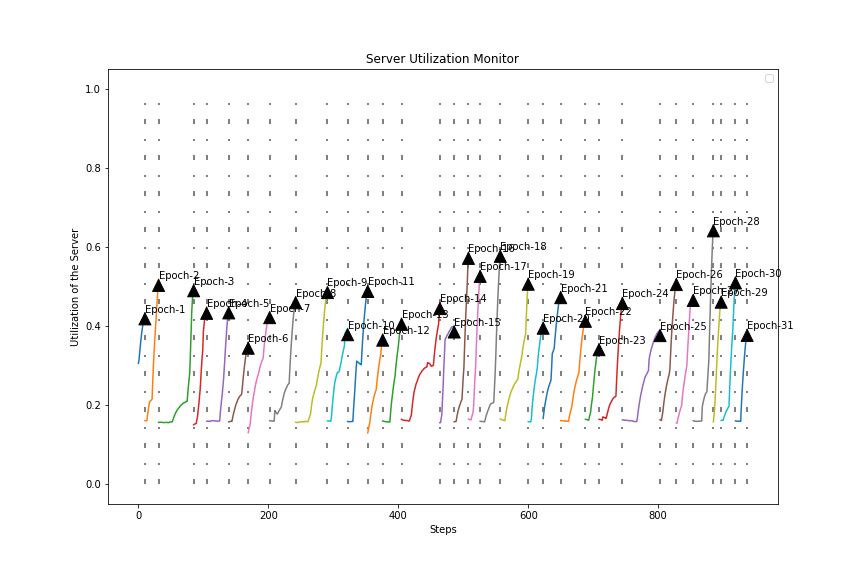 Server Utilization Monitor
Utilization of the Server
1.0
0.8
0.6
0.4
0.2
0.0
Epoch-1
Epoch-2
Epoch-3
Epoch-5
Epoch-6
Epoch-7
Epoch-9
Epoch-10
Epoch-11
Epoch-12
Epoch-13
Epoch-14
Epoch-15
Epoch-17
Epoch-18
Epoch-19
Epoch-21
Epoch-22
Epoch-23
Epoch-24
Epoch-25
Epoch-26
Epoch-28
Epoch-29
Epoch-30
Epoch-31
0
200
400
600
800
Steps